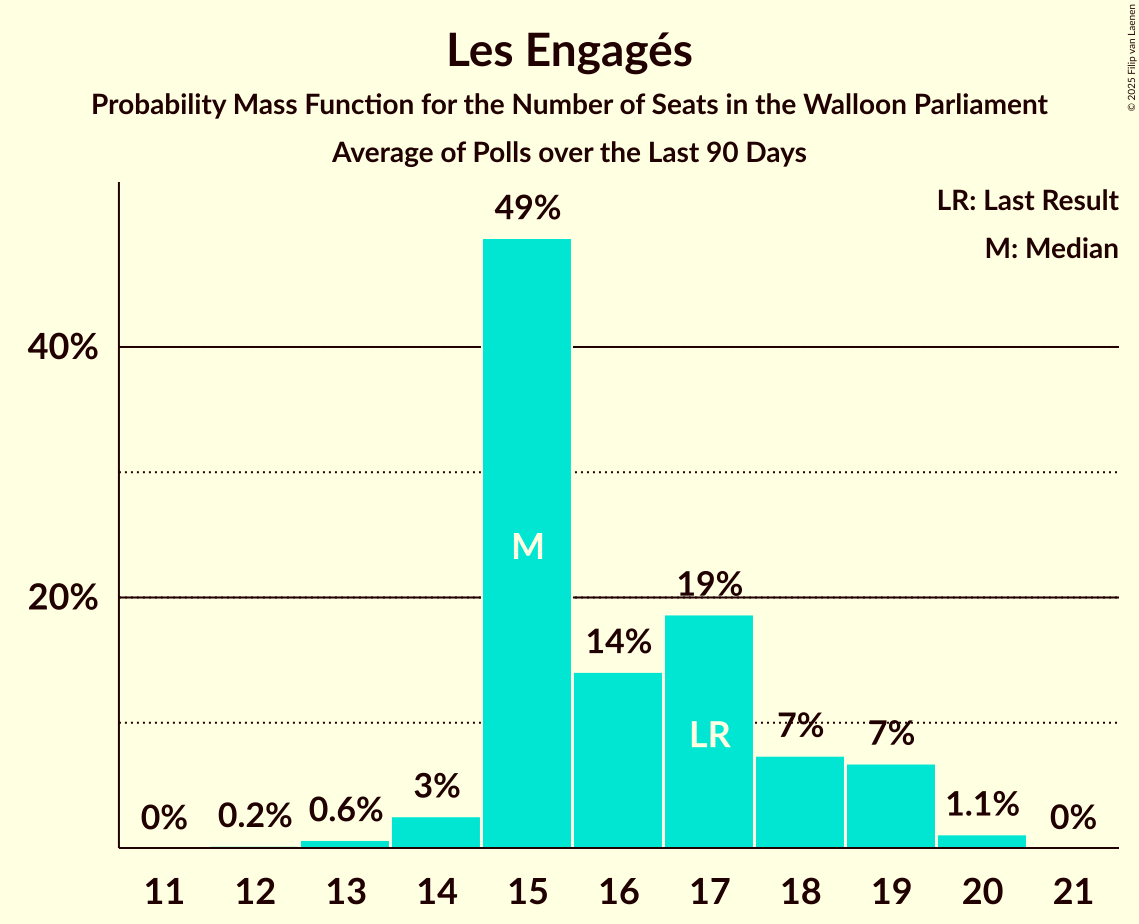 Les Engagés
Probability Mass Function for the Number of Seats in the Walloon Parliament
Average of Polls over the Last 90 Days
© 2025 Filip van Laenen
LR: Last Result
M: Median
40%
20%
0%
0.2%
0.6%
3%
49%
14%
19%
7%
7%
1.1%
0%
M
LR
11 12 13 14 15 16 17 18 19 20 21